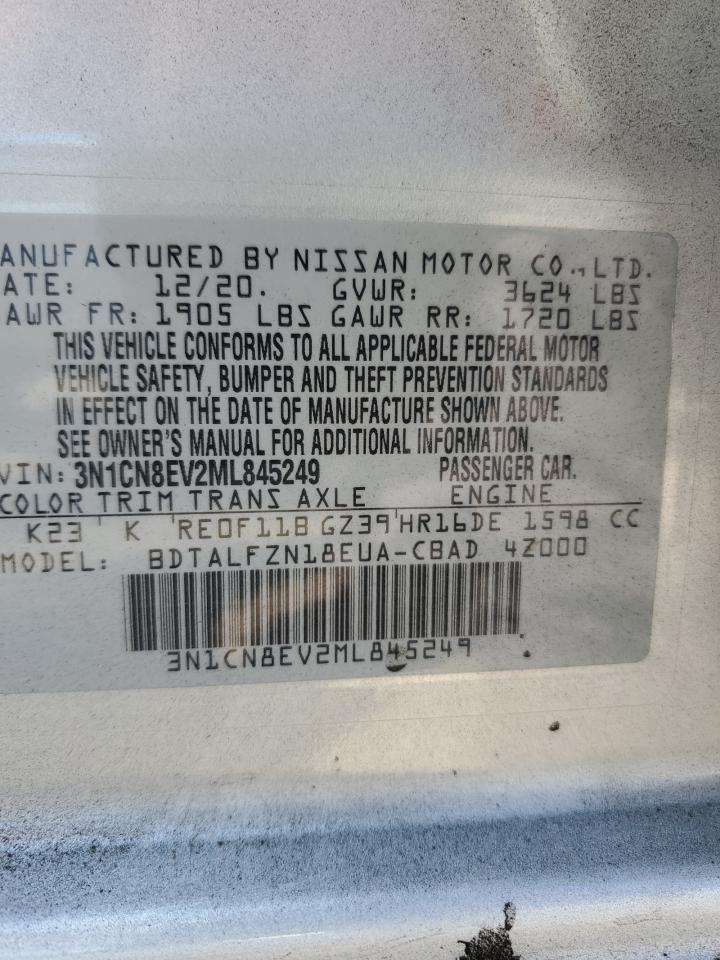 ANUFACTURED BY NISSAN MOTOR CO., LTD.
ATE: 12/20. GVWR: 3624 LBS
AWR FR: 1905 LBS GAWR RR: 1720 LBS
THIS VEHICLE CONFORMS TO ALL APPLICABLE FEDERAL MOTOR
VEHICLE SAFETY, BUMPER AND THEFT PREVENTION STANDARDS
IN EFFECT ON THE DATE OF MANUFACTURE SHOWN ABOVE.
SEE OWNER'S MANUAL FOR ADDITIONAL INFORMATION
VIN: 3N1CN8EV2ML845249 PASSENGER CAR.
COLOR TRIM TRANS AXLE ENGINE
K23 K RE0F11B GZ39 HR16DE 1598 CC
MODEL: BDTALFZN18EUA-CBAD 4Z000
3N1CN8EV2ML845249